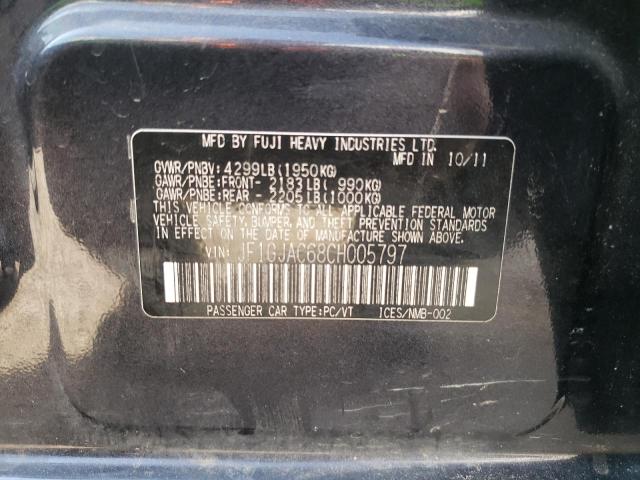 MFD BY FUJI HEAVY INDUSTRIES LTD.
MFD IN 10/11
GVWR/PNBV: 4299LB(1950KG)
GAWR/PNBE:FRONT- 2183LB( 990KG)
GAWR/PNBE:REAR - 2205LB(1000KG)
THIS VEHICLE CONFORMS TO ALL APPLICABLE FEDERAL MOTOR
VEHICLE SAFETY, BUMPER, AND THEFT PREVENTION STANDARDS
IN EFFECT ON THE DATE OF MANUFACTURE SHOWN ABOVE.
VIN: JF1GJAC68CH005797
PASSENGER CAR TYPE:PC/VT ICES/NMB-002